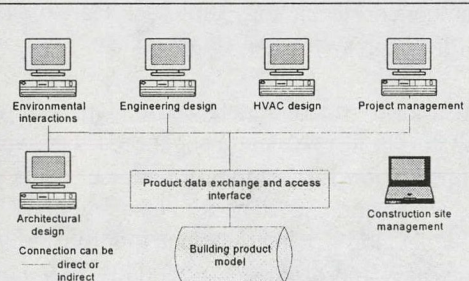 Environmental
interactions
Engineering design
HVAC design
Project management
Architectural
design
Product data exchange and access
interface
Construction site
management
Connection can be
direct or
indirect
Building product
model